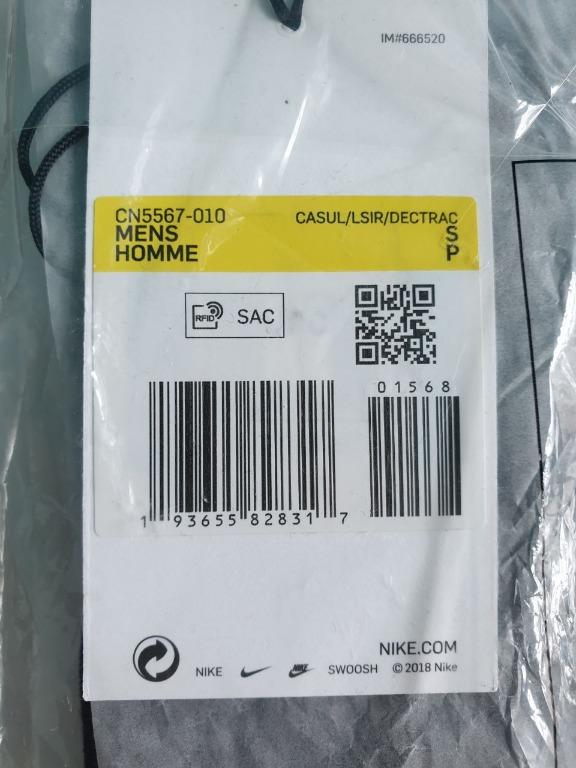 IM#666520
CN5567-010 CASUL/LSIR/DECTRAC
MENS S
HOMME P
RFID SAC
01568
1 93655 82831 7
NIKE.COM
NIKE SWOOSH ©2018 Nike